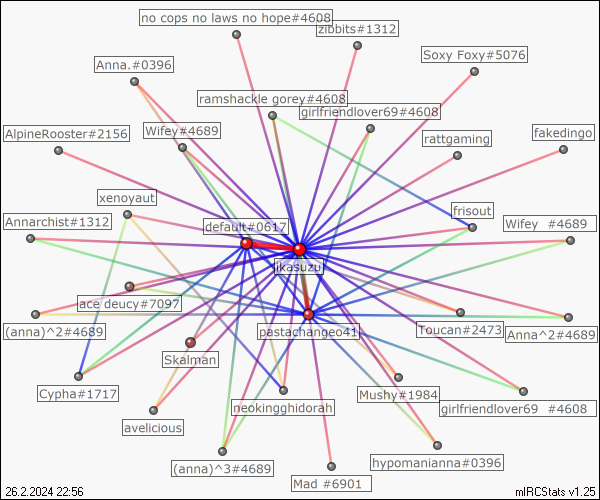 no cops no laws no hope#4608
zibbits#1312
Soxy Foxy#5076
Anna.#0396
ramshackle gorey#4608
girlfriendlover69#4608
AlpineRooster#2156
Wifey#4689
rattgaming
fakedingo
xenoyaut
frisout
Annarchist#1312
default#0617
Wifey  #4689
jikasuzu
ace deucy#7097
(anna)^2#4689
pastachangeo41
Toucan#2473
Anna^2#4689
Skalman
Cypha#1717
neokingghidorah
Mushy#1984
girlfriendlover69  #4608
avelicious
(anna)^3#4689
hypomanianna#0396
Mad #6901
26.2.2024 22:56
mIRCStats v1.25